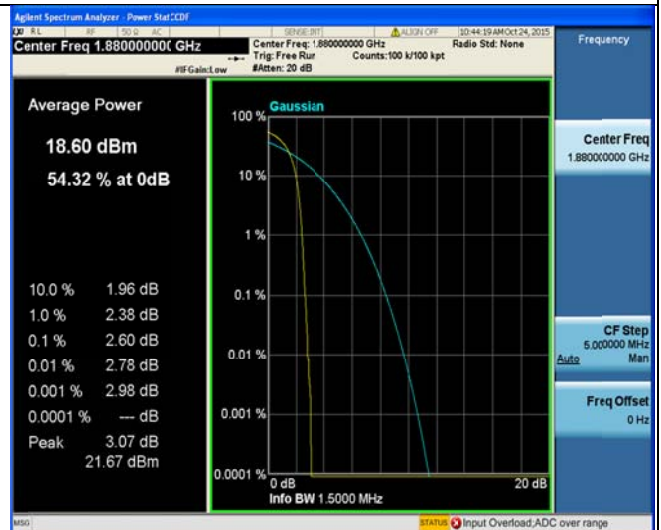 Agilent Spectrum Analyzer - Power Stat CCDF
RL RF 50 Ω AC SENSE:INT ALIGN OFF 10:44:19 AM Oct 24, 2015
Center Freq 1.880000000 GHz
Center Freq: 1.880000000 GHz Radio Std: None
Trig: Free Run Counts:100 k/100 kpt
#IFGain:Low #Atten: 20 dB
Frequency
Average Power
18.60 dBm
54.32 % at 0dB
10.0 % 1.96 dB
1.0 % 2.38 dB
0.1 % 2.60 dB
0.01 % 2.78 dB
0.001 % 2.98 dB
0.0001 % --- dB
Peak 3.07 dB
21.67 dBm
Gaussian
100 %
10 %
1 %
0.1 %
0.01 %
0.001 %
0.0001 %
0 dB 20 dB
Info BW 1.5000 MHz
Center Freq
1.880000000 GHz
CF Step
5.000000 MHz
Auto Man
Freq Offset
0 Hz
MSG STATUS Input Overload;ADC over range